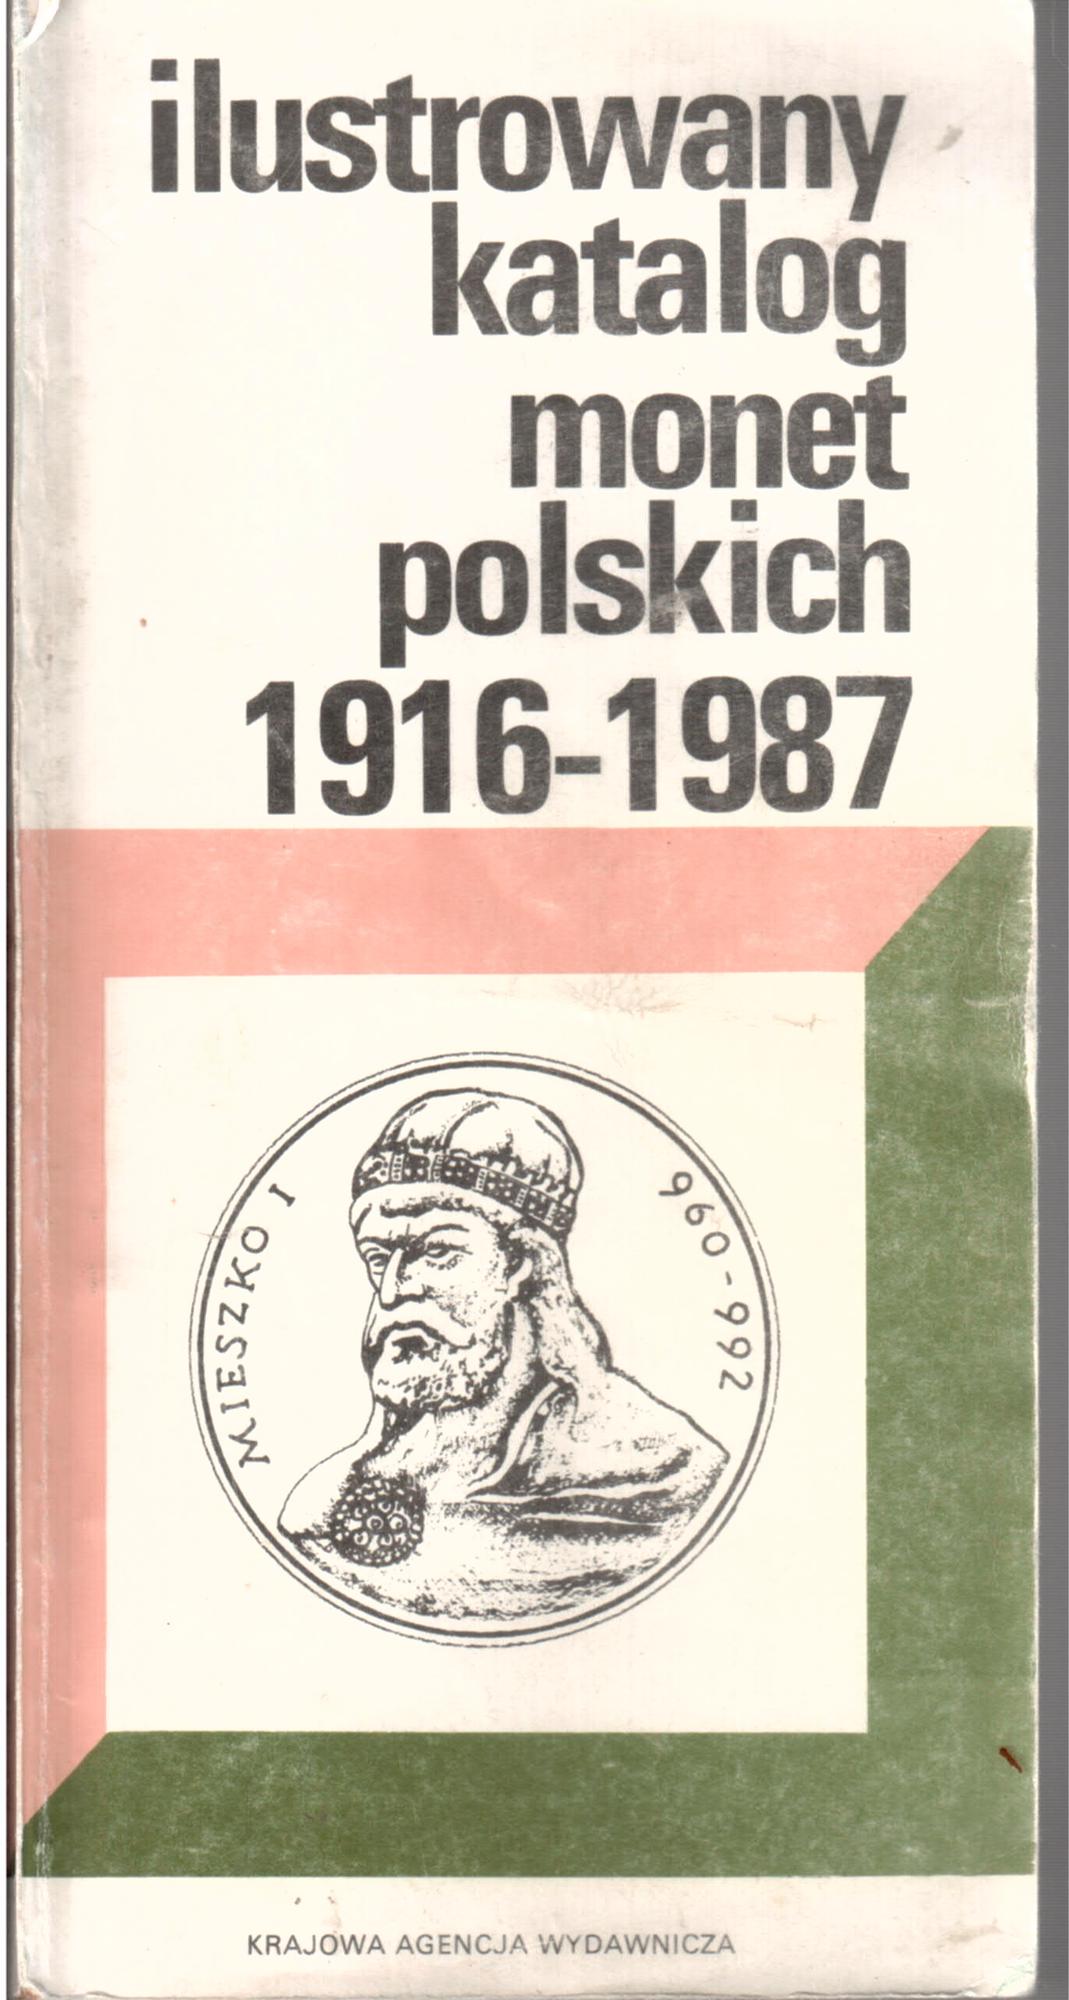 ilustrowany
katalog
monet
polskich
1916-1987
MIESZKO I
960-992
KRAJOWA AGENCJA WYDAWNICZA